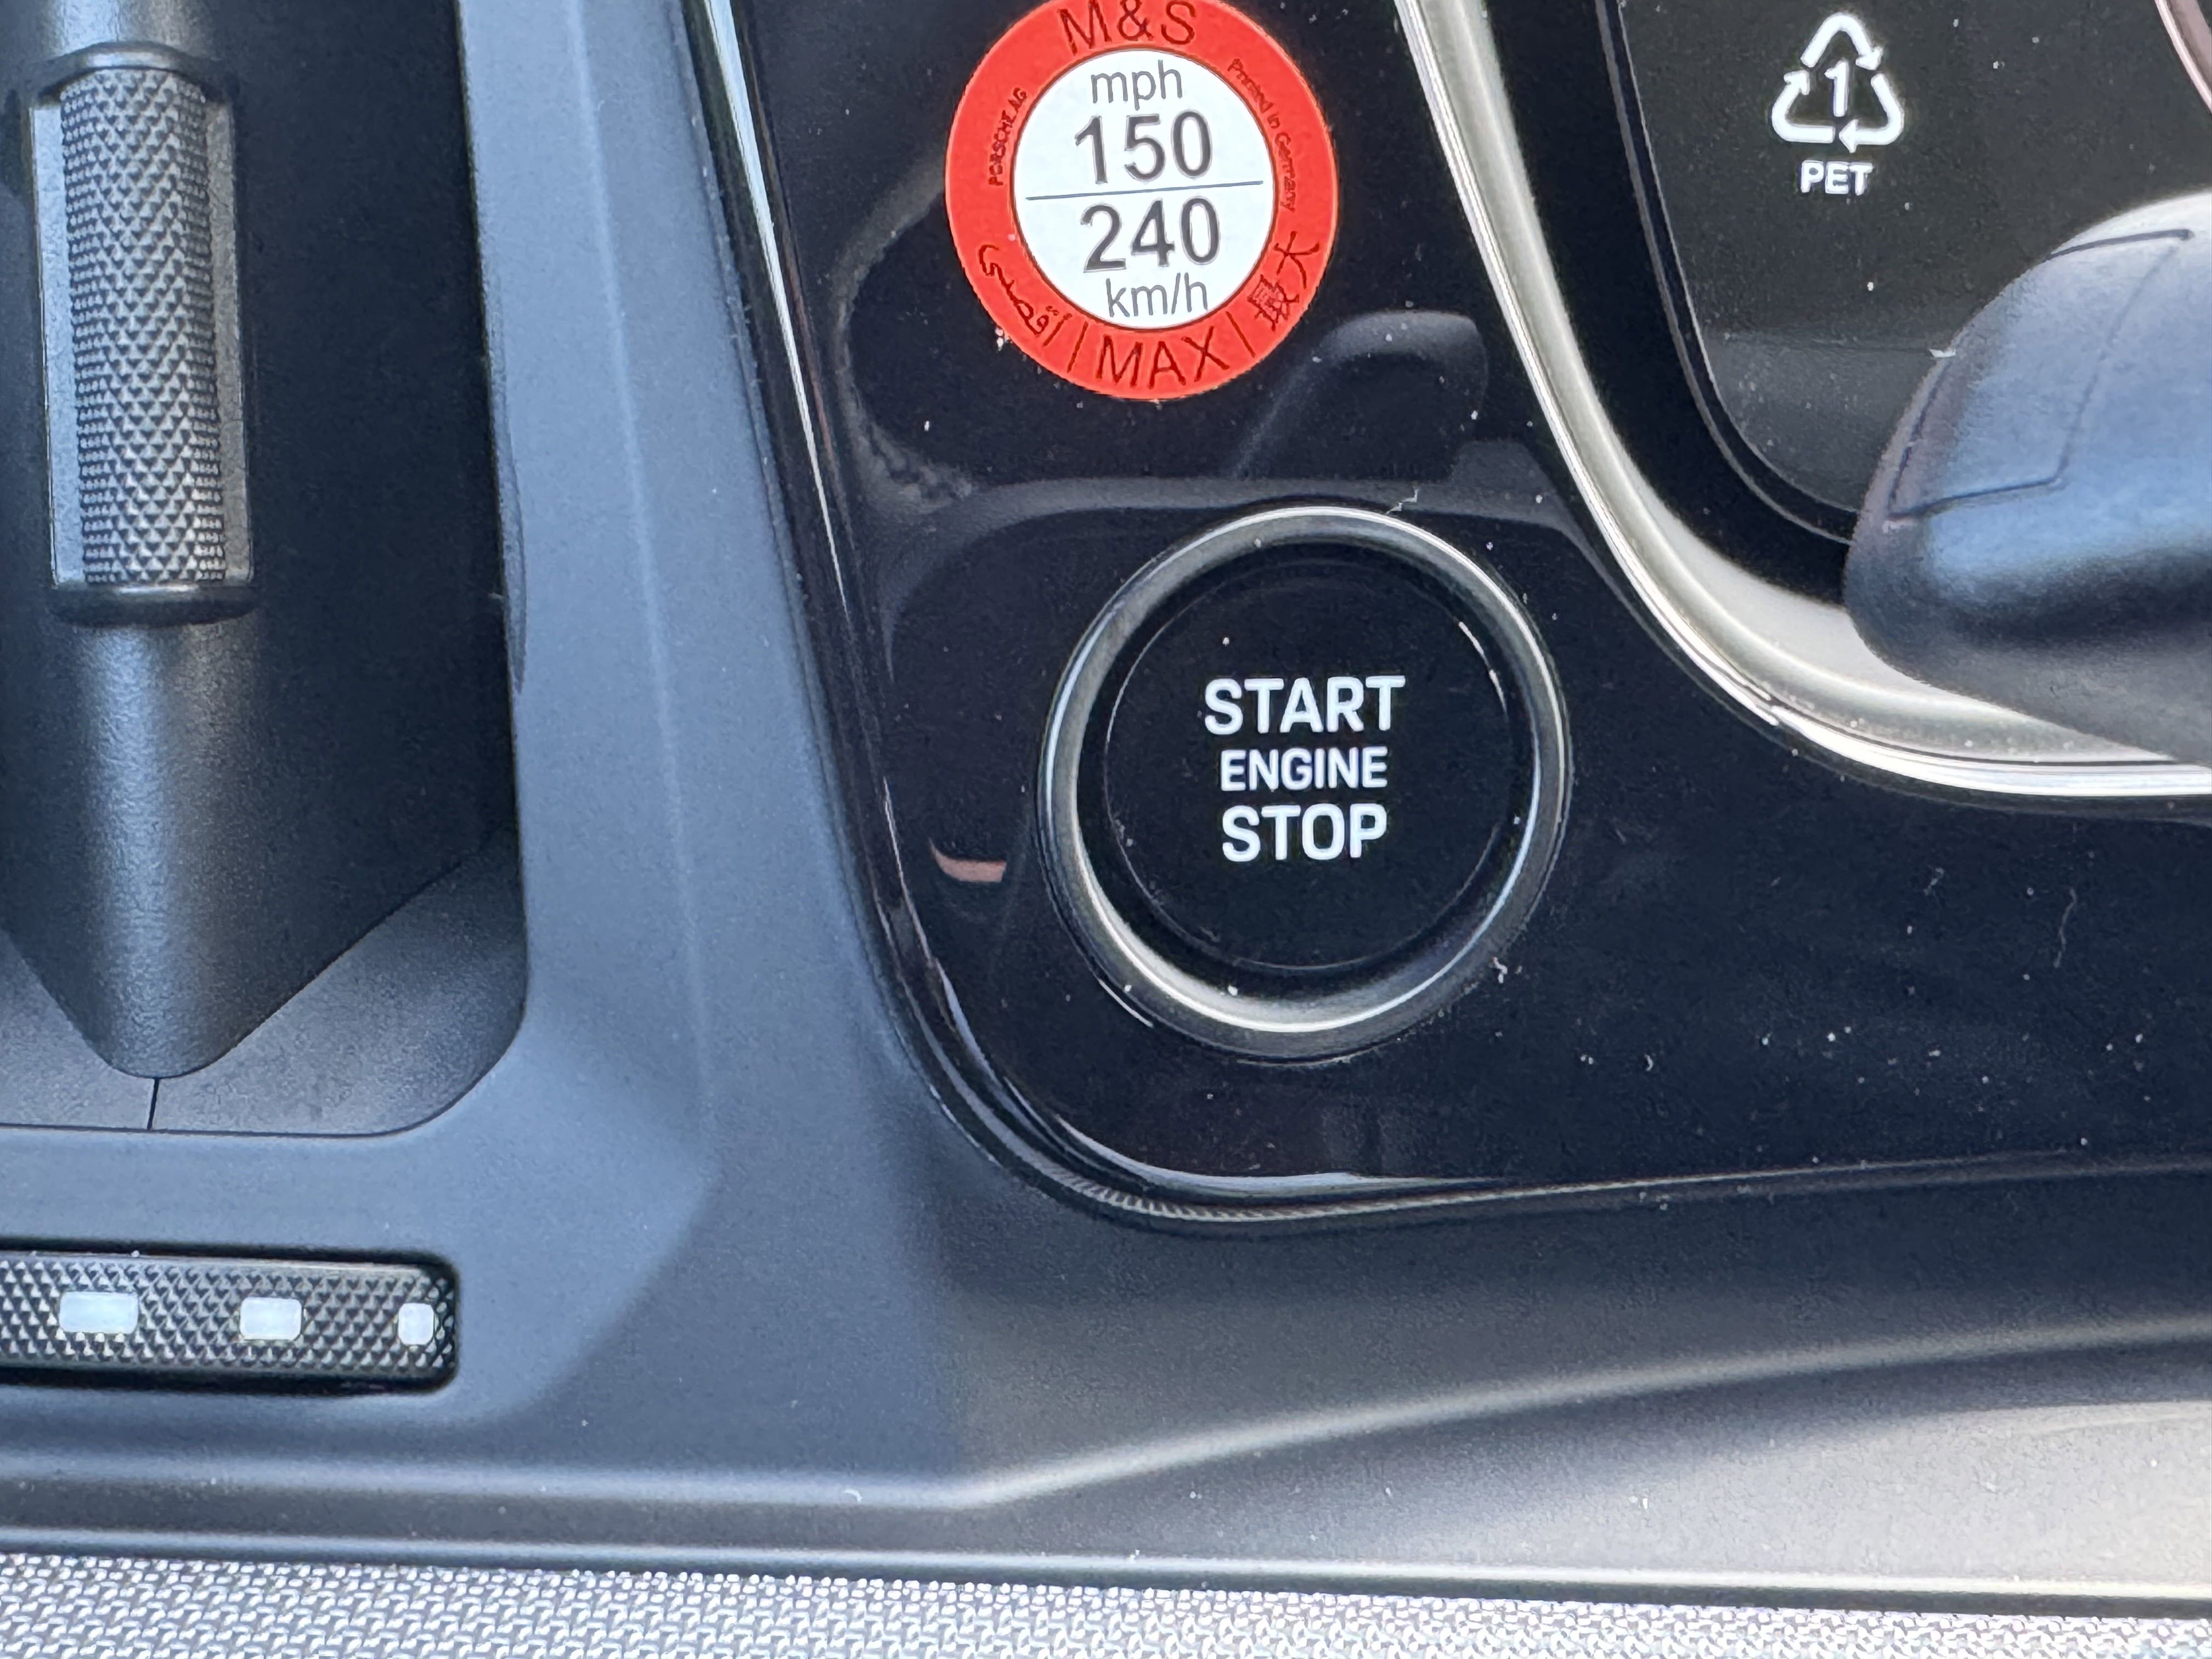 M&S
PORSCHE AG
Printed in Germany
mph
150
240
km/h
أقصى | MAX | 最大
1
PET
START
ENGINE
STOP